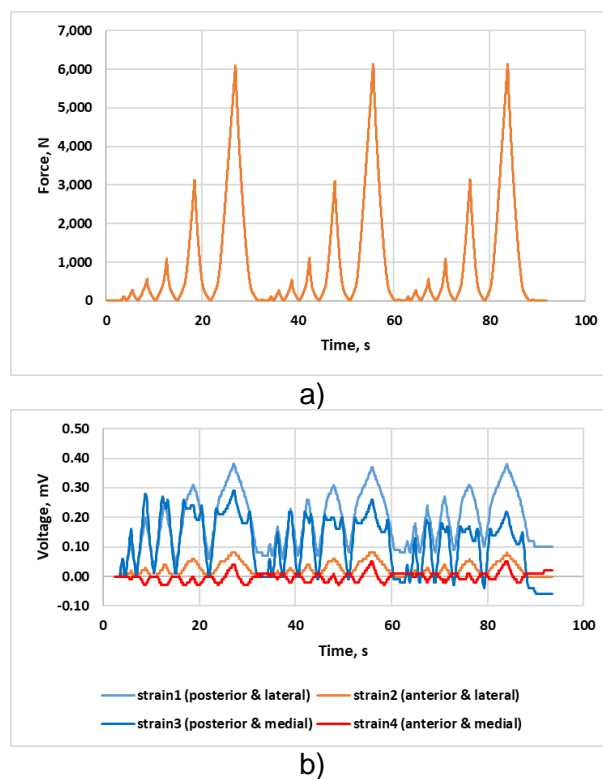 7,000
6,000
5,000
4,000
3,000
2,000
1,000
0
Force, N
0 20 40 60 80 100
Time, s
a)
0.50
0.40
0.30
0.20
0.10
0.00
-0.10
Voltage, mV
0 20 40 60 80 100
Time, s
strain1 (posterior & lateral) strain2 (anterior & lateral)
strain3 (posterior & medial) strain4 (anterior & medial)
b)